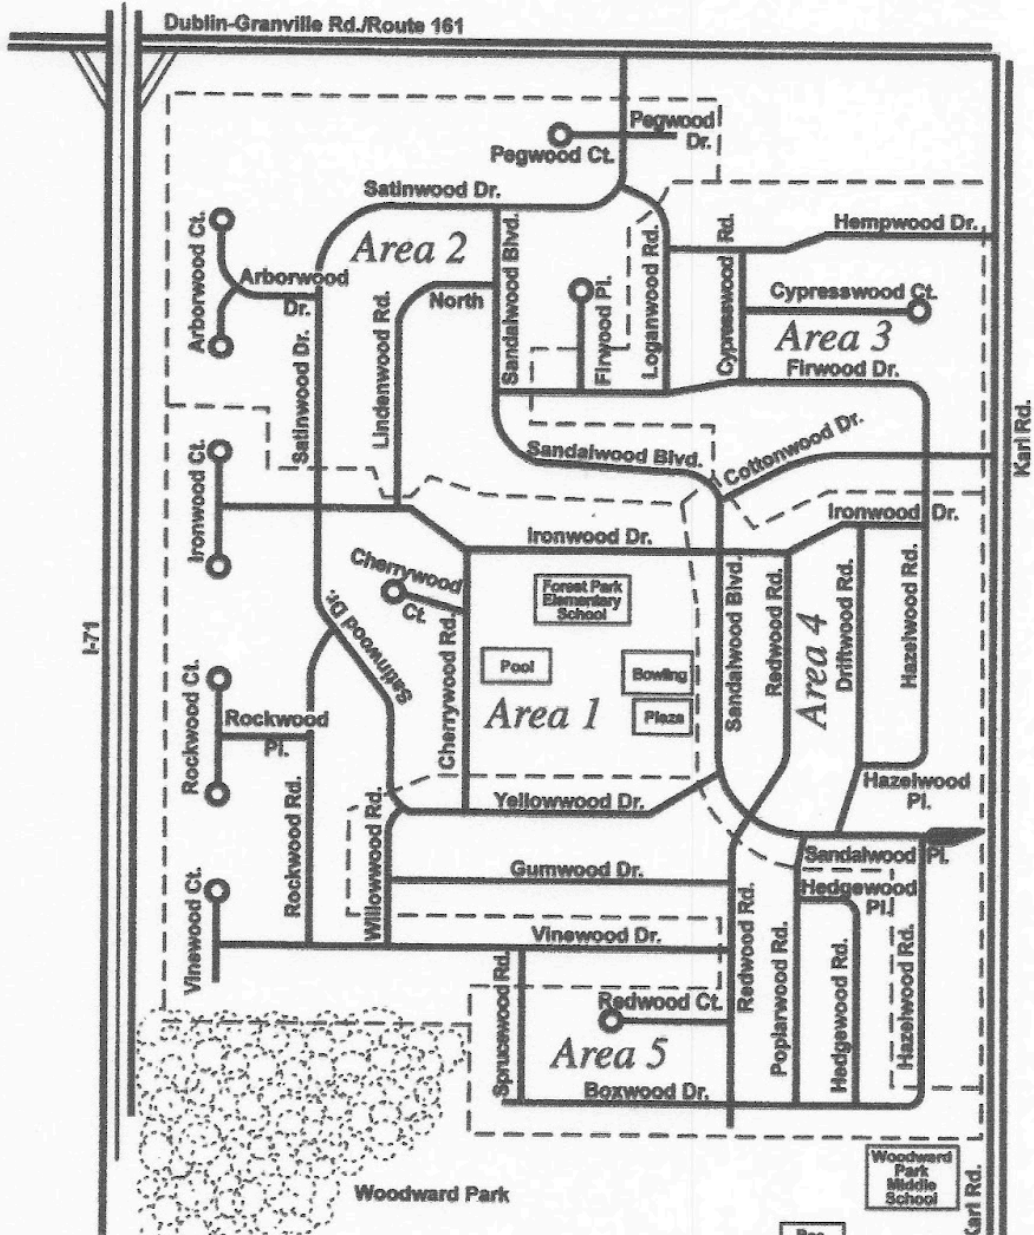 Dublin-Granville Rd./Route 161
Pegwood
Dr.
Pegwood Ct.
Satinwood Dr.
Arborwood Ct.
Area 2
Sandalwood Blvd.
Loganwood Rd.
Cypresswood Rd.
Hempwood Dr.
Arborwood
Dr.
North
Firwood Pl.
Cypresswood Ct.
Area 3
Satinwood Dr.
Lindenwood Rd.
Firwood Dr.
Karl Rd.
Ironwood Ct.
Sandalwood Blvd.
Cottonwood Dr.
Ironwood Dr.
Ironwood Dr.
Cherrywood
Ct.
Forest Park
Elementary
School
I-71
Satinwood Dr.
Cherrywood Rd.
Pool
Bowling
Plaza
Area 1
Sandalwood Blvd.
Redwood Rd.
Area 4
Driftwood Rd.
Hazelwood Rd.
Rockwood Ct.
Rockwood
Pl.
Hazelwood
Pl.
Rockwood Rd.
Willowwood Rd.
Yellowwood Dr.
Sandalwood Pl.
Gumwood Dr.
Hedgewood
Pl.
Vinewood Ct.
Vinewood Dr.
Sprucewood Rd.
Redwood Ct.
Redwood Rd.
Poplarwood Rd.
Hedgewood Rd.
Hazelwood Rd.
Area 5
Boxwood Dr.
Woodward Park
Woodward
Park
Middle
School
Karl Rd.